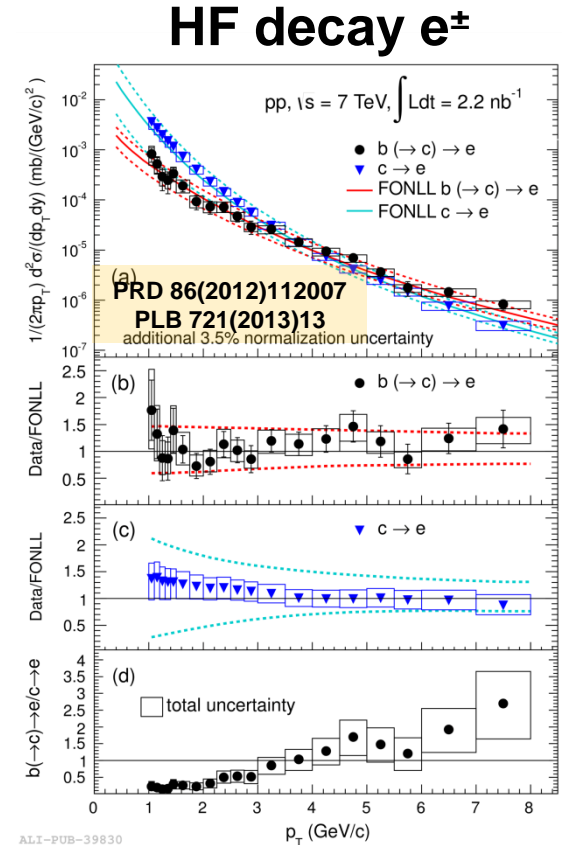 HF decay e±
pp, √s = 7 TeV, ∫Ldt = 2.2 nb⁻¹
b (→ c) → e
c → e
FONLL b (→ c) → e
FONLL c → e
1/(2πp_T) d²σ/(dp_Tdy) (mb/(GeV/c)²)
10⁻²
10⁻³
10⁻⁴
10⁻⁵
10⁻⁶
10⁻⁷
(a)
PRD 86(2012)112007
PLB 721(2013)13
additional 3.5% normalization uncertainty
Data/FONLL
2.5
2
1.5
1
0.5
(b)
b (→ c) → e
Data/FONLL
2.5
2
1.5
1
0.5
(c)
c → e
b(→c)→e/c→e
4
3.5
3
2.5
2
1.5
1
0.5
(d)
total uncertainty
0 1 2 3 4 5 6 7 8
p_T (GeV/c)
ALI-PUB-39830